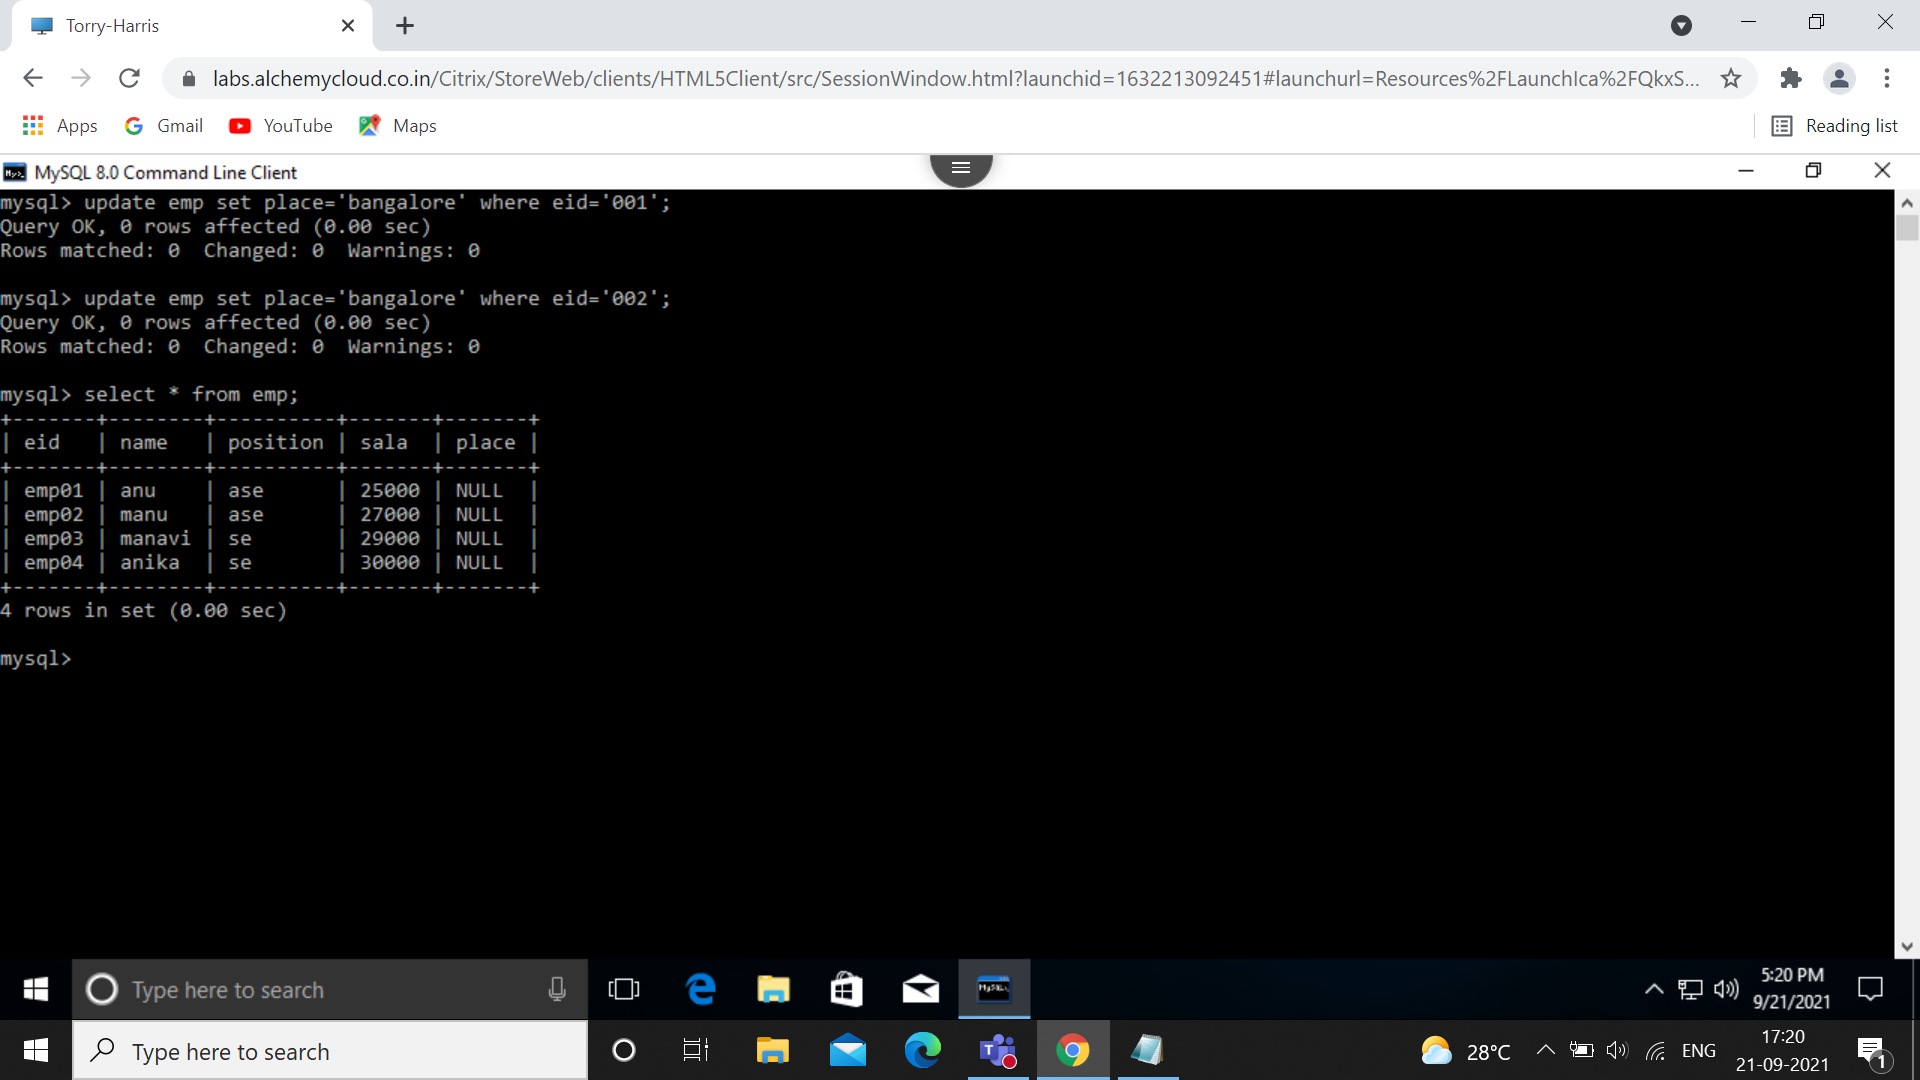 Torry-Harris
labs.alchemycloud.co.in/Citrix/StoreWeb/clients/HTML5Client/src/SessionWindow.html?launchid=1632213092451#launchurl=Resources%2FLaunchIca%2FQkxS...
Apps Gmail YouTube Maps Reading list
MySQL 8.0 Command Line Client
mysql> update emp set place='bangalore' where eid='001';
Query OK, 0 rows affected (0.00 sec)
Rows matched: 0  Changed: 0  Warnings: 0
mysql> update emp set place='bangalore' where eid='002';
Query OK, 0 rows affected (0.00 sec)
Rows matched: 0  Changed: 0  Warnings: 0
mysql> select * from emp;
+-------+--------+----------+-------+-------+
| eid   | name   | position | sala  | place |
+-------+--------+----------+-------+-------+
| emp01 | anu    | ase      | 25000 | NULL  |
| emp02 | manu   | ase      | 27000 | NULL  |
| emp03 | manavi | se       | 29000 | NULL  |
| emp04 | anika  | se       | 30000 | NULL  |
+-------+--------+----------+-------+-------+
4 rows in set (0.00 sec)
mysql>
Type here to search
5:20 PM
9/21/2021
Type here to search
28°C
ENG
17:20
21-09-2021
1